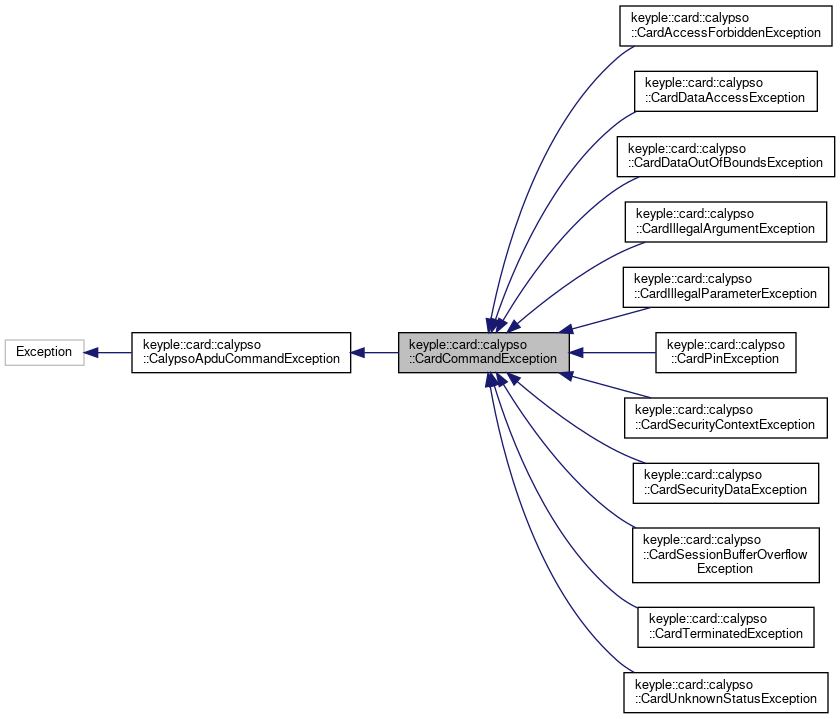 keyple::card::calypso
::CardAccessForbiddenException
keyple::card::calypso
::CardDataAccessException
keyple::card::calypso
::CardDataOutOfBoundsException
keyple::card::calypso
::CardIllegalArgumentException
keyple::card::calypso
::CardIllegalParameterException
Exception
keyple::card::calypso
::CalypsoApduCommandException
keyple::card::calypso
::CardCommandException
keyple::card::calypso
::CardPinException
keyple::card::calypso
::CardSecurityContextException
keyple::card::calypso
::CardSecurityDataException
keyple::card::calypso
::CardSessionBufferOverflow
Exception
keyple::card::calypso
::CardTerminatedException
keyple::card::calypso
::CardUnknownStatusException